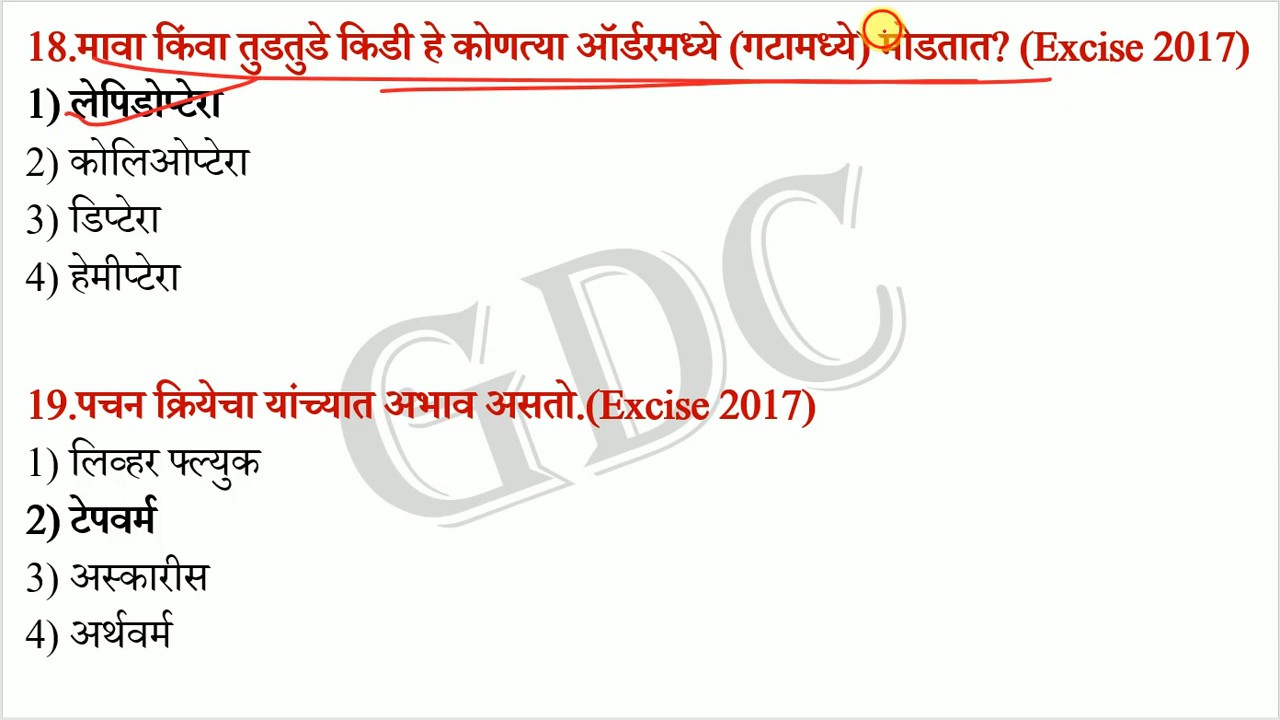 18.मावा किंवा तुडतुडे किडी हे कोणत्या ऑर्डरमध्ये (गटामध्ये) मोडतात? (Excise 2017)
1) लेपिडोप्टेरा
2) कोलिओप्टेरा
3) डिप्टेरा
4) हेमीप्टेरा
19.पचन क्रियेचा यांच्यात अभाव असतो.(Excise 2017)
1) लिव्हर फ्ल्युक
2) टेपवर्म
3) अस्कारीस
4) अर्थवर्म
GDC